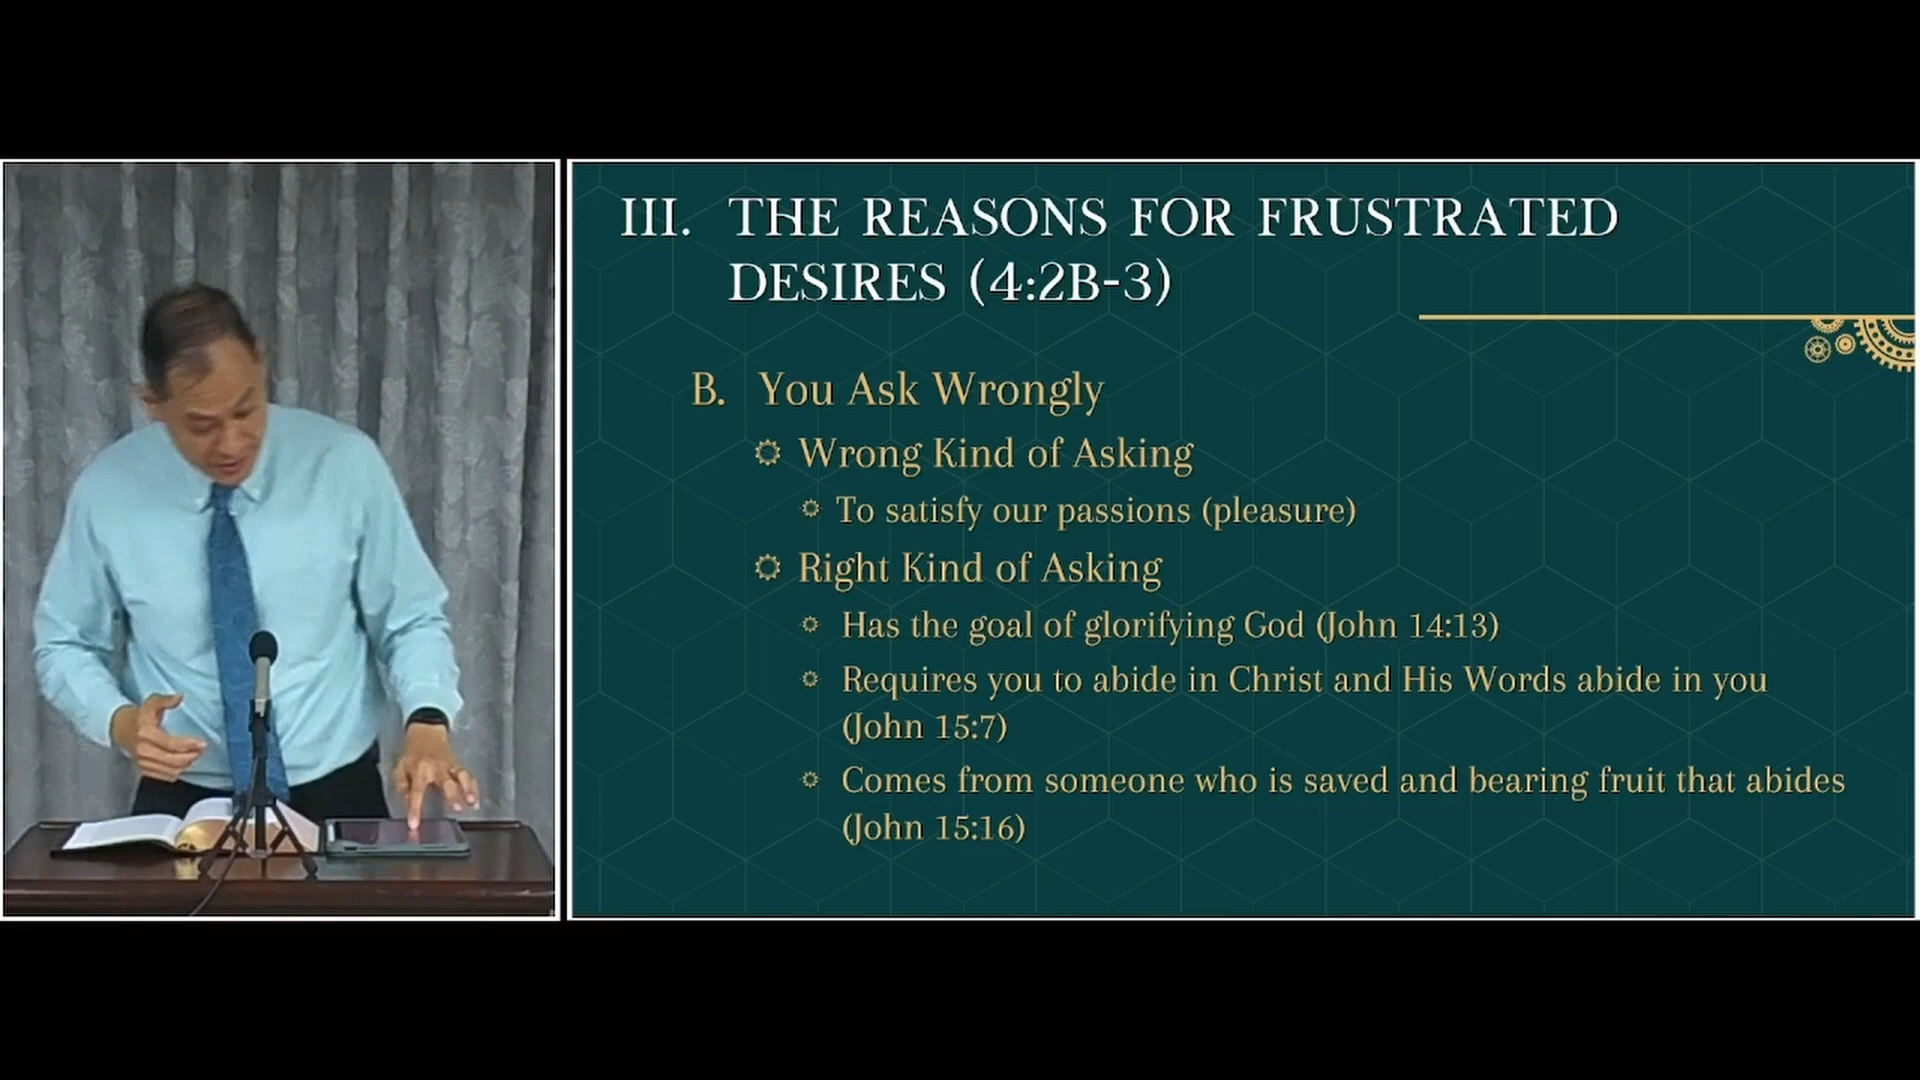 III. THE REASONS FOR FRUSTRATED
DESIRES (4:2B-3)
B. You Ask Wrongly
Wrong Kind of Asking
To satisfy our passions (pleasure)
Right Kind of Asking
Has the goal of glorifying God (John 14:13)
Requires you to abide in Christ and His Words abide in you
(John 15:7)
Comes from someone who is saved and bearing fruit that abides
(John 15:16)